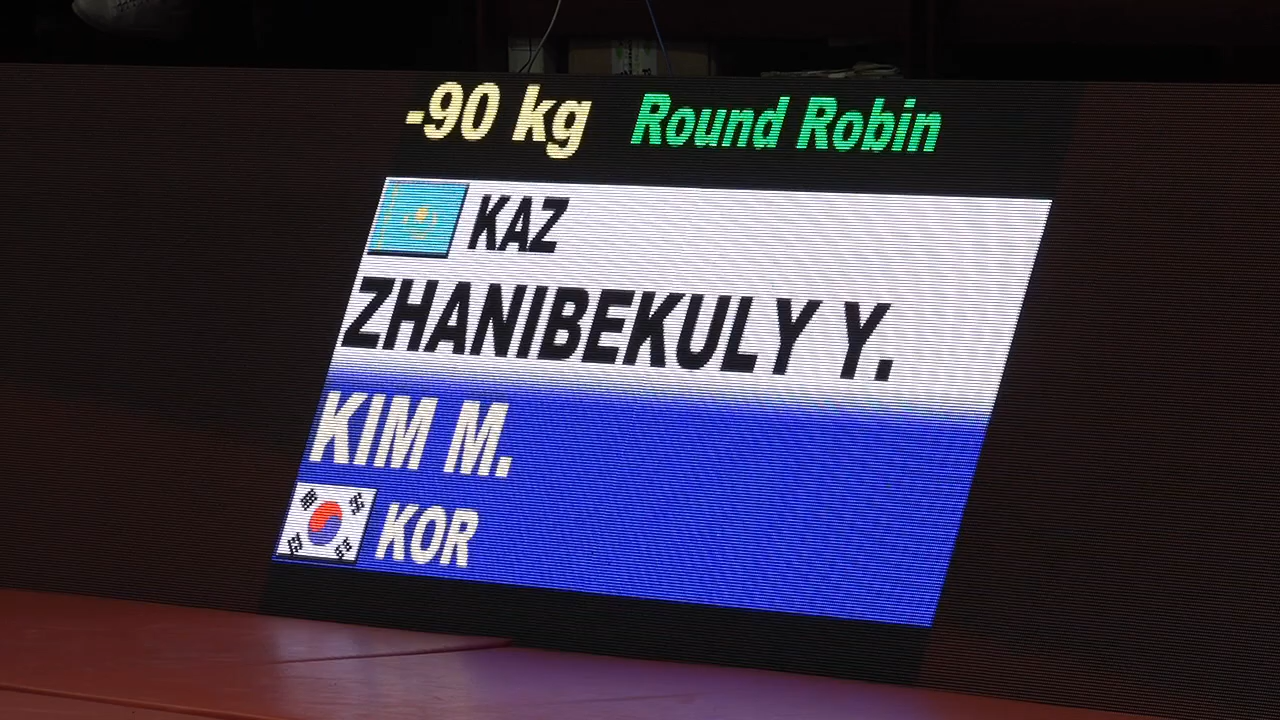 -90 kg Round Robin
KAZ
ZHANIBEKULY Y.
KIM M.
KOR